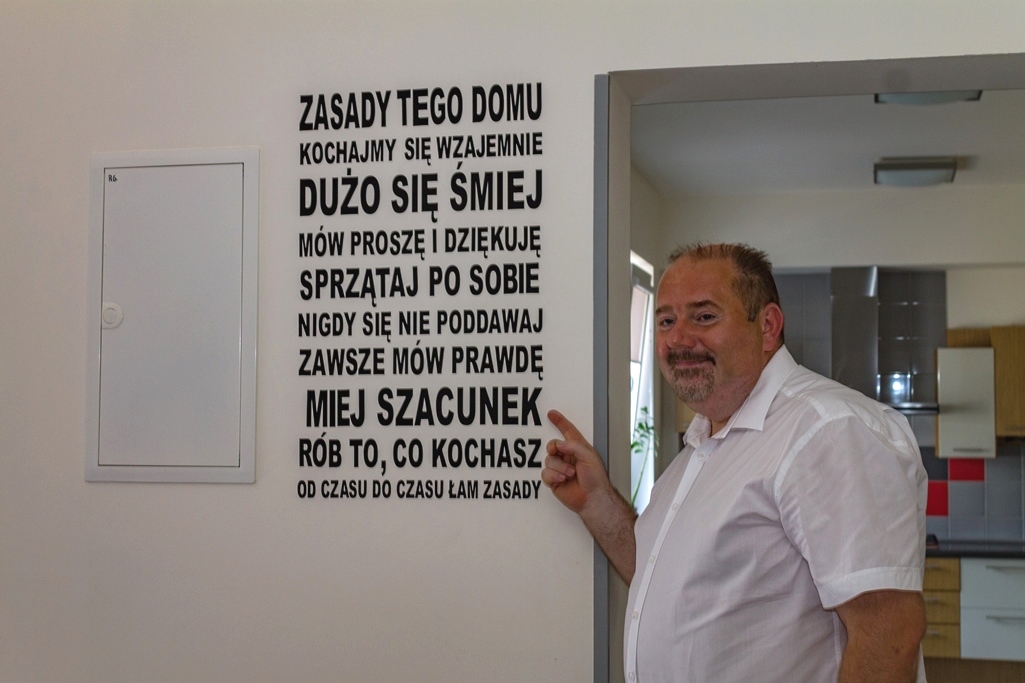 R6.
ZASADY TEGO DOMU
KOCHAJMY SIĘ WZAJEMNIE
DUŻO SIĘ ŚMIEJ
MÓW PROSZĘ I DZIĘKUJĘ
SPRZĄTAJ PO SOBIE
NIGDY SIĘ NIE PODDAWAJ
ZAWSZE MÓW PRAWDĘ
MIEJ SZACUNEK
RÓB TO, CO KOCHASZ
OD CZASU DO CZASU ŁAM ZASADY